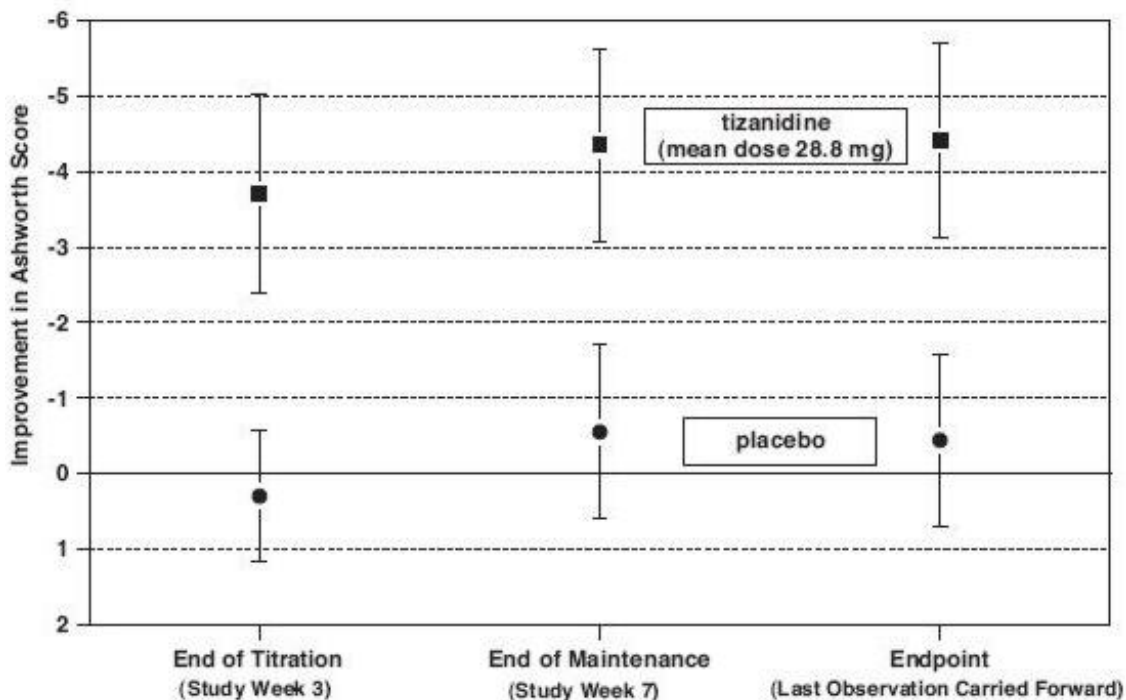 Improvement in Ashworth Score
-6
-5
-4
-3
-2
-1
0
1
2
tizanidine
(mean dose 28.8 mg)
placebo
End of Titration
(Study Week 3)
End of Maintenance
(Study Week 7)
Endpoint
(Last Observation Carried Forward)